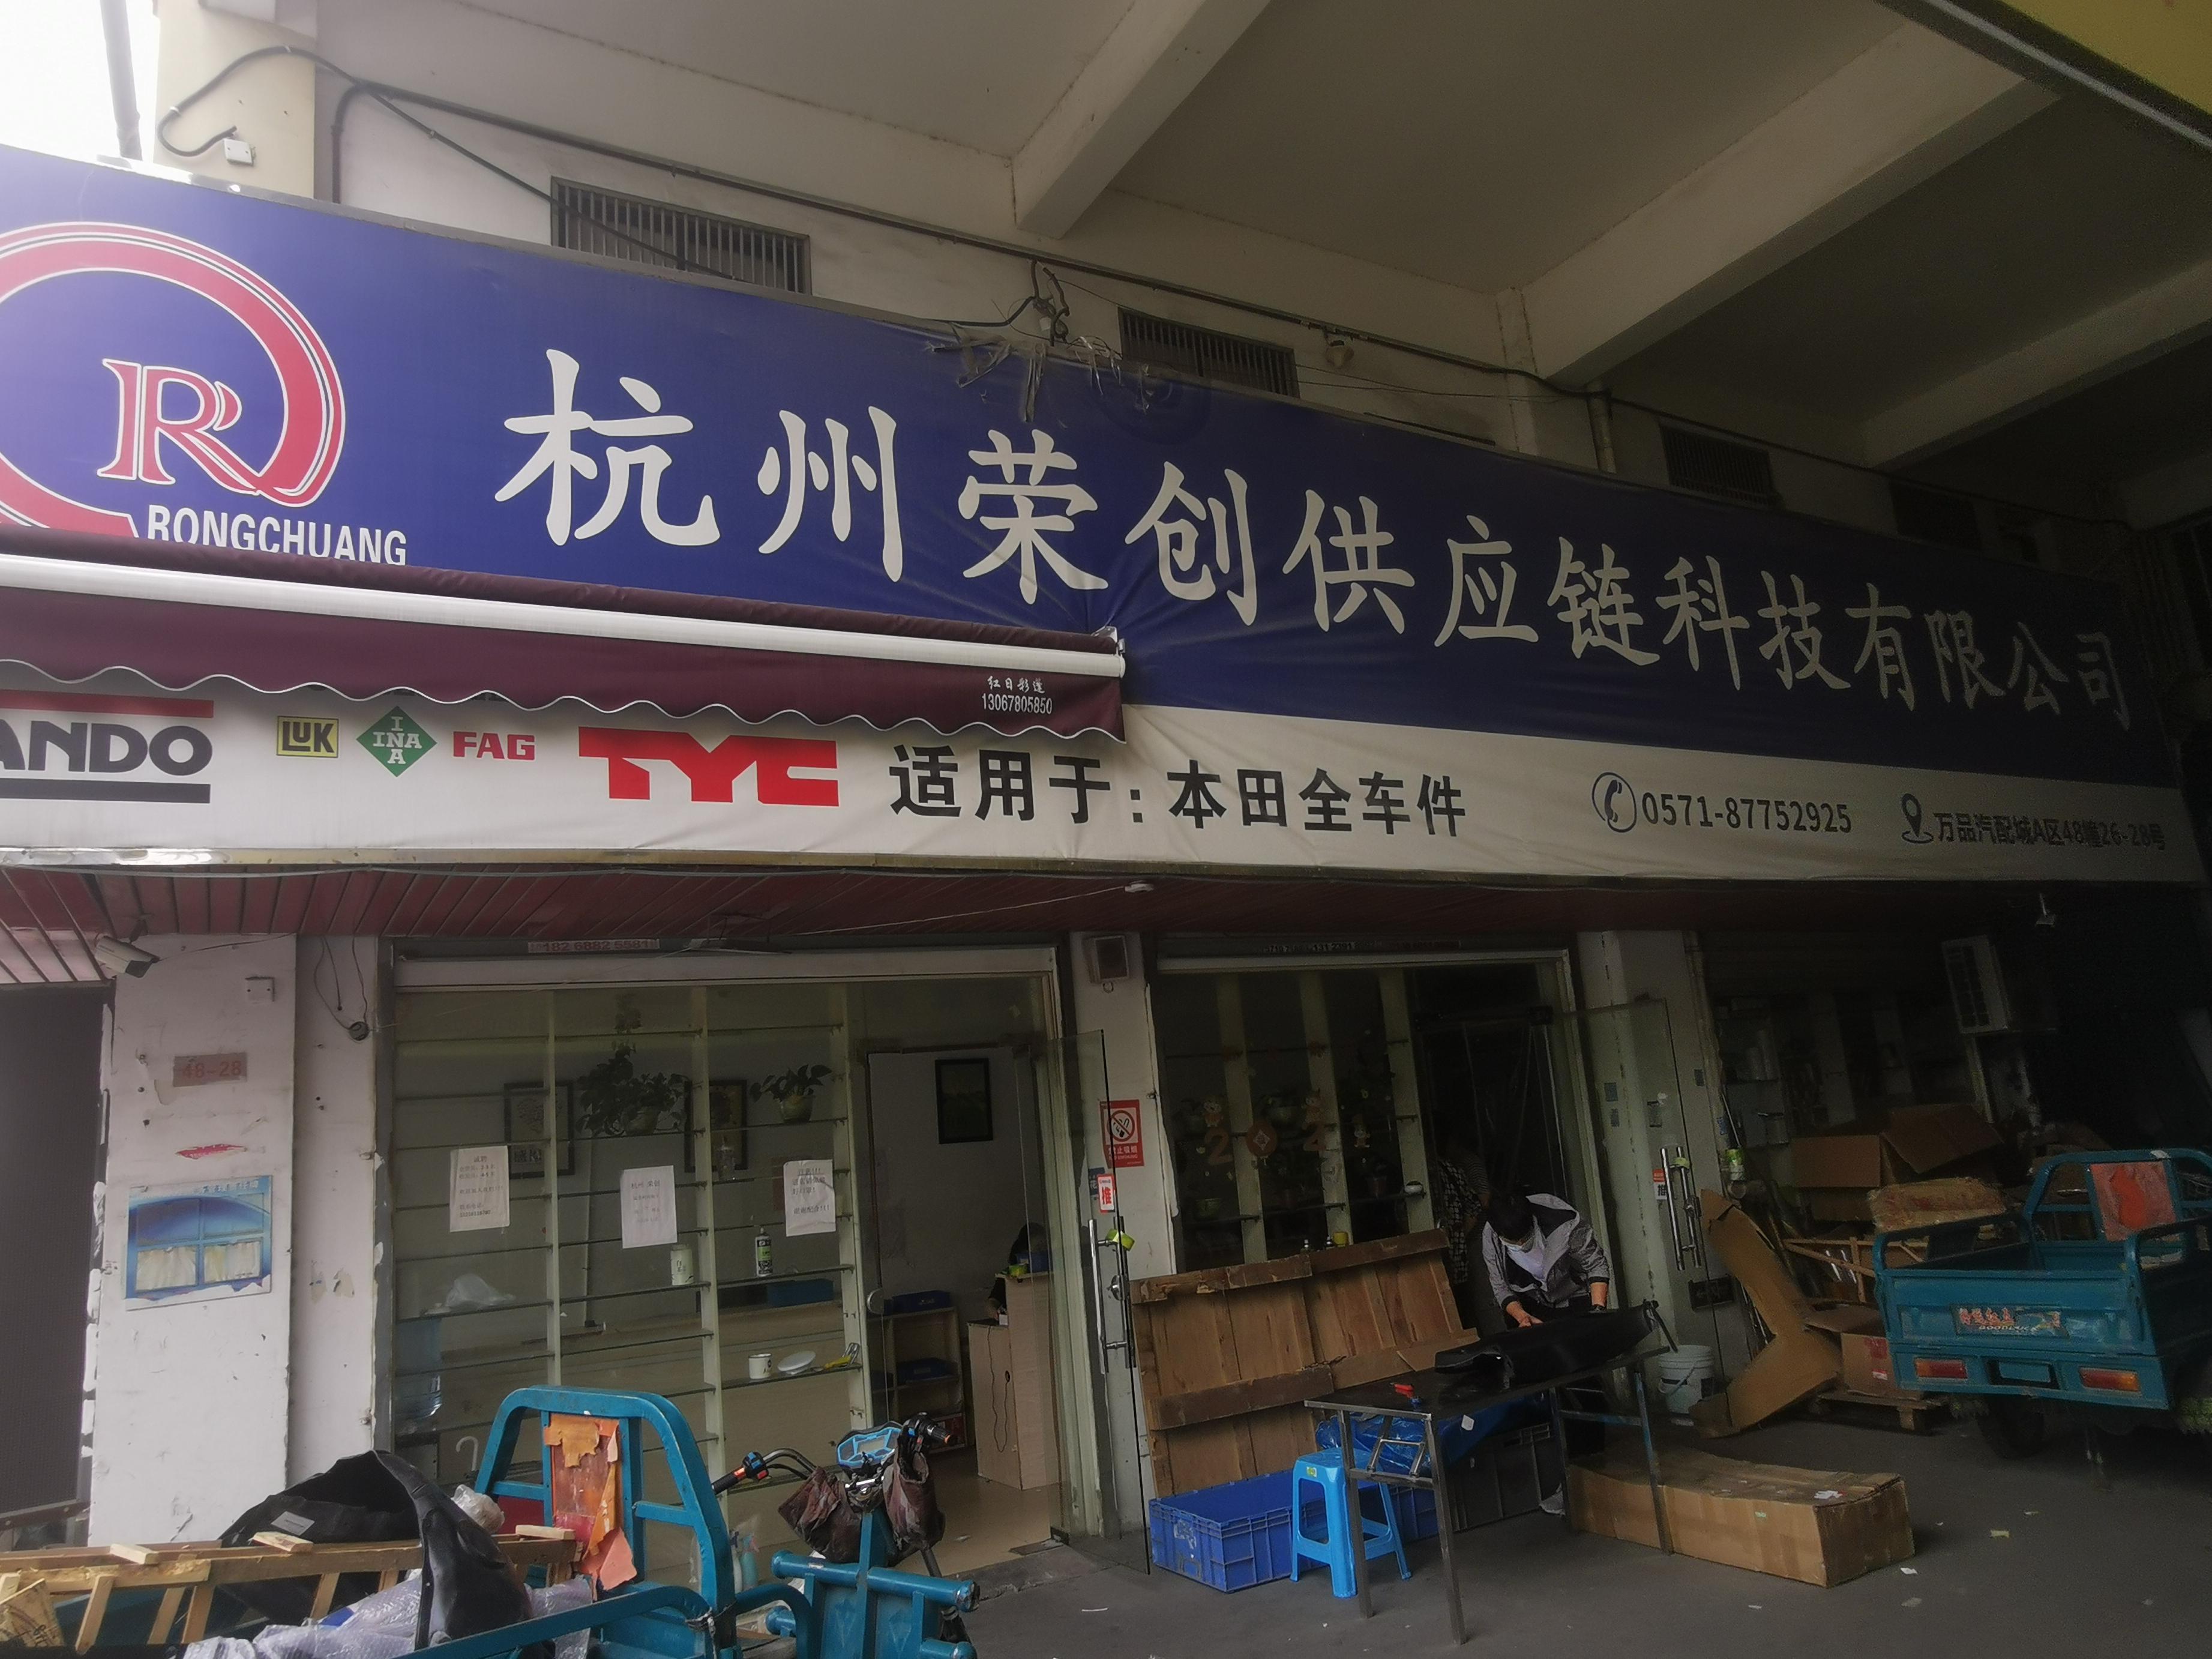 R
RONGCHUANG
杭州荣创供应链科技有限公司
红日彩篷
13067805850
ANDO
LUK
INA
FAG
TYC
适用于:本田全车件
0571-87752925
万品汽配城A区48幢26-28号
48-28
推